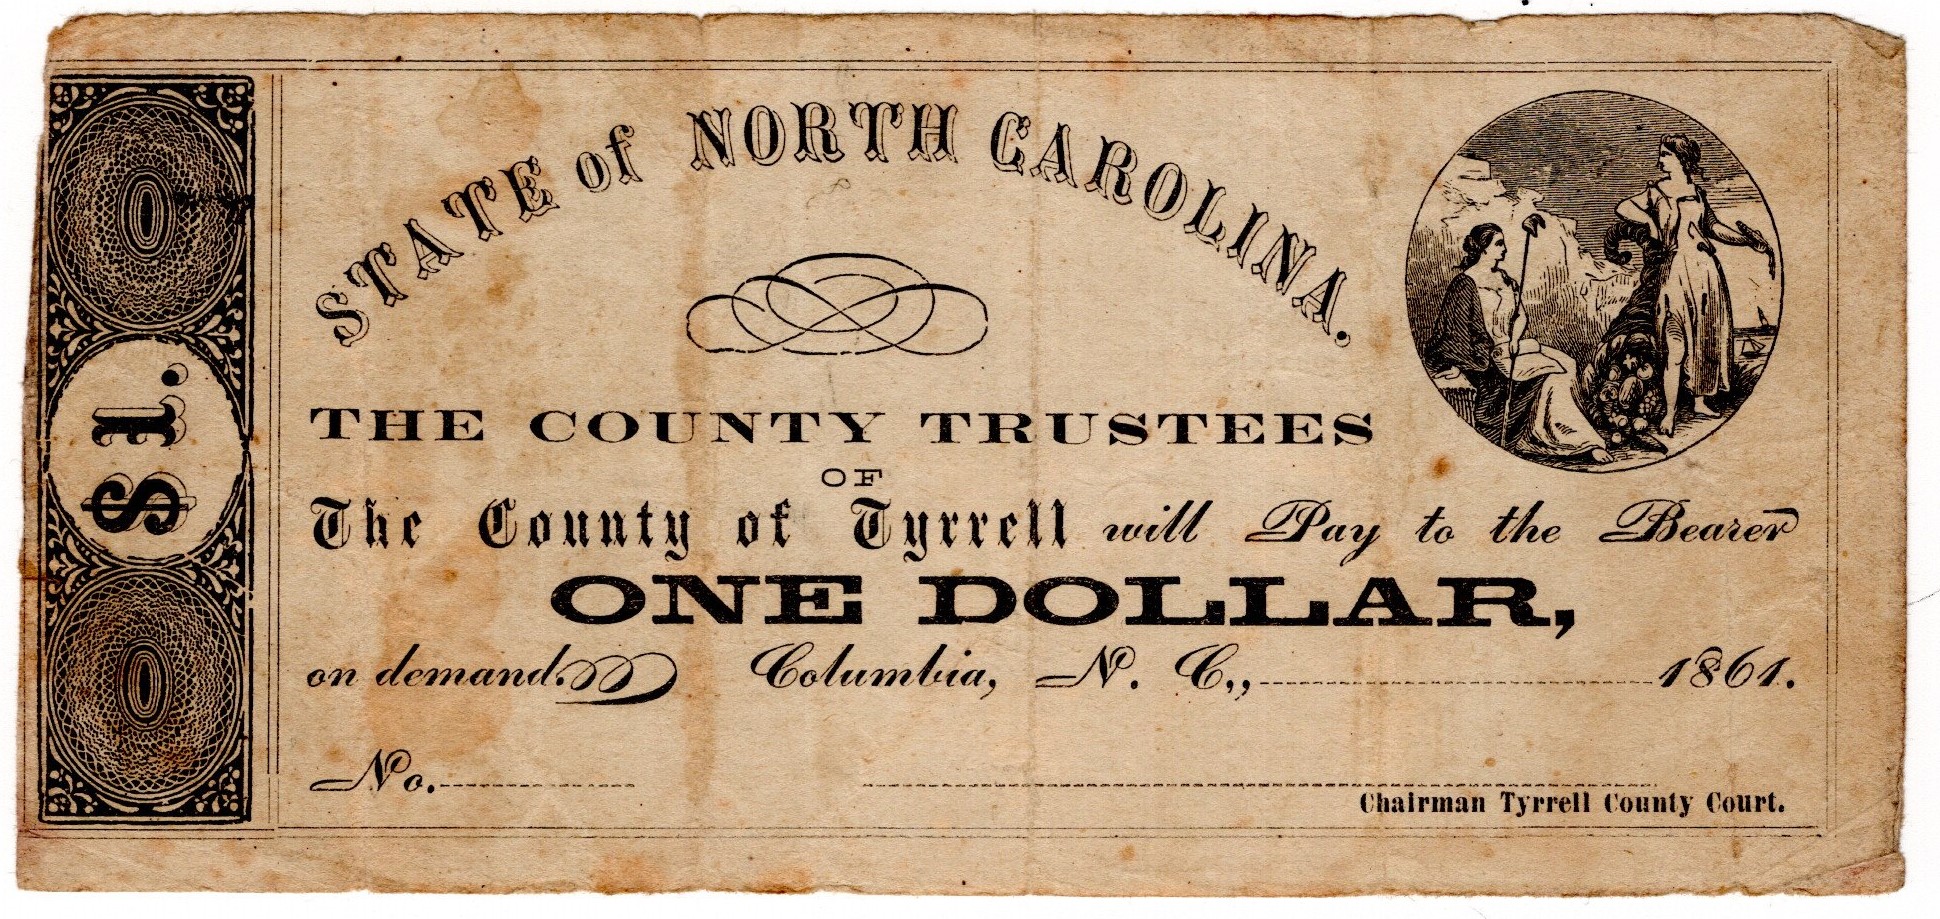 $1.
STATE of NORTH CAROLINA.
THE COUNTY TRUSTEES
OF
The County of Tyrrell will Pay to the Bearer
ONE DOLLAR,
on demand. Columbia, N. C., 1861.
No.
Chairman Tyrrell County Court.